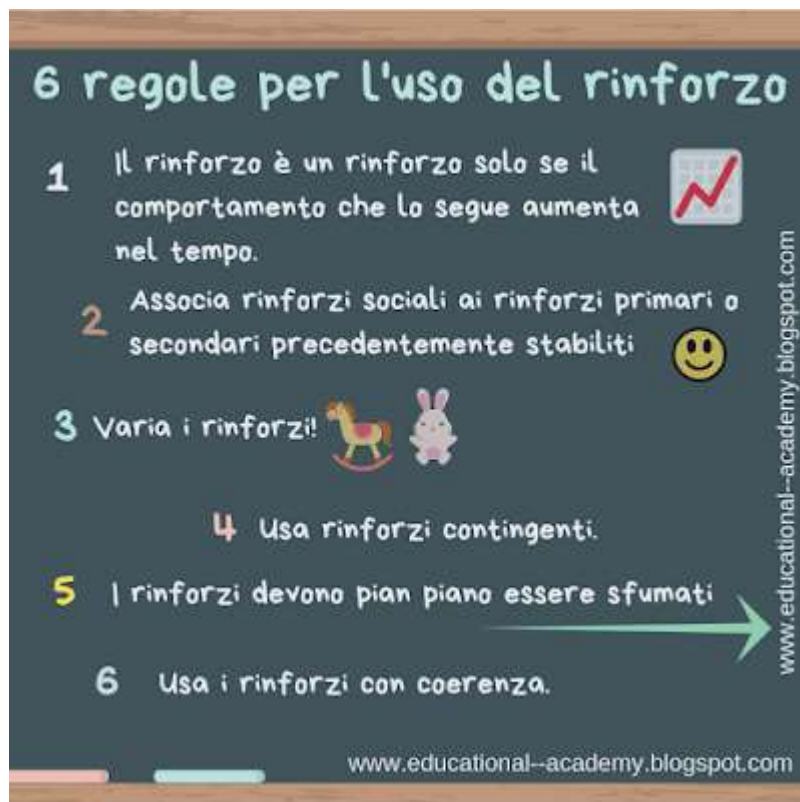 6 regole per l'uso del rinforzo
1 Il rinforzo è un rinforzo solo se il
comportamento che lo segue aumenta
nel tempo.
2 Associa rinforzi sociali ai rinforzi primari o
secondari precedentemente stabiliti
3 Varia i rinforzi!
4 Usa rinforzi contingenti.
5 I rinforzi devono pian piano essere sfumati
6 Usa i rinforzi con coerenza.
www.educational--academy.blogspot.com
www.educational--academy.blogspot.com